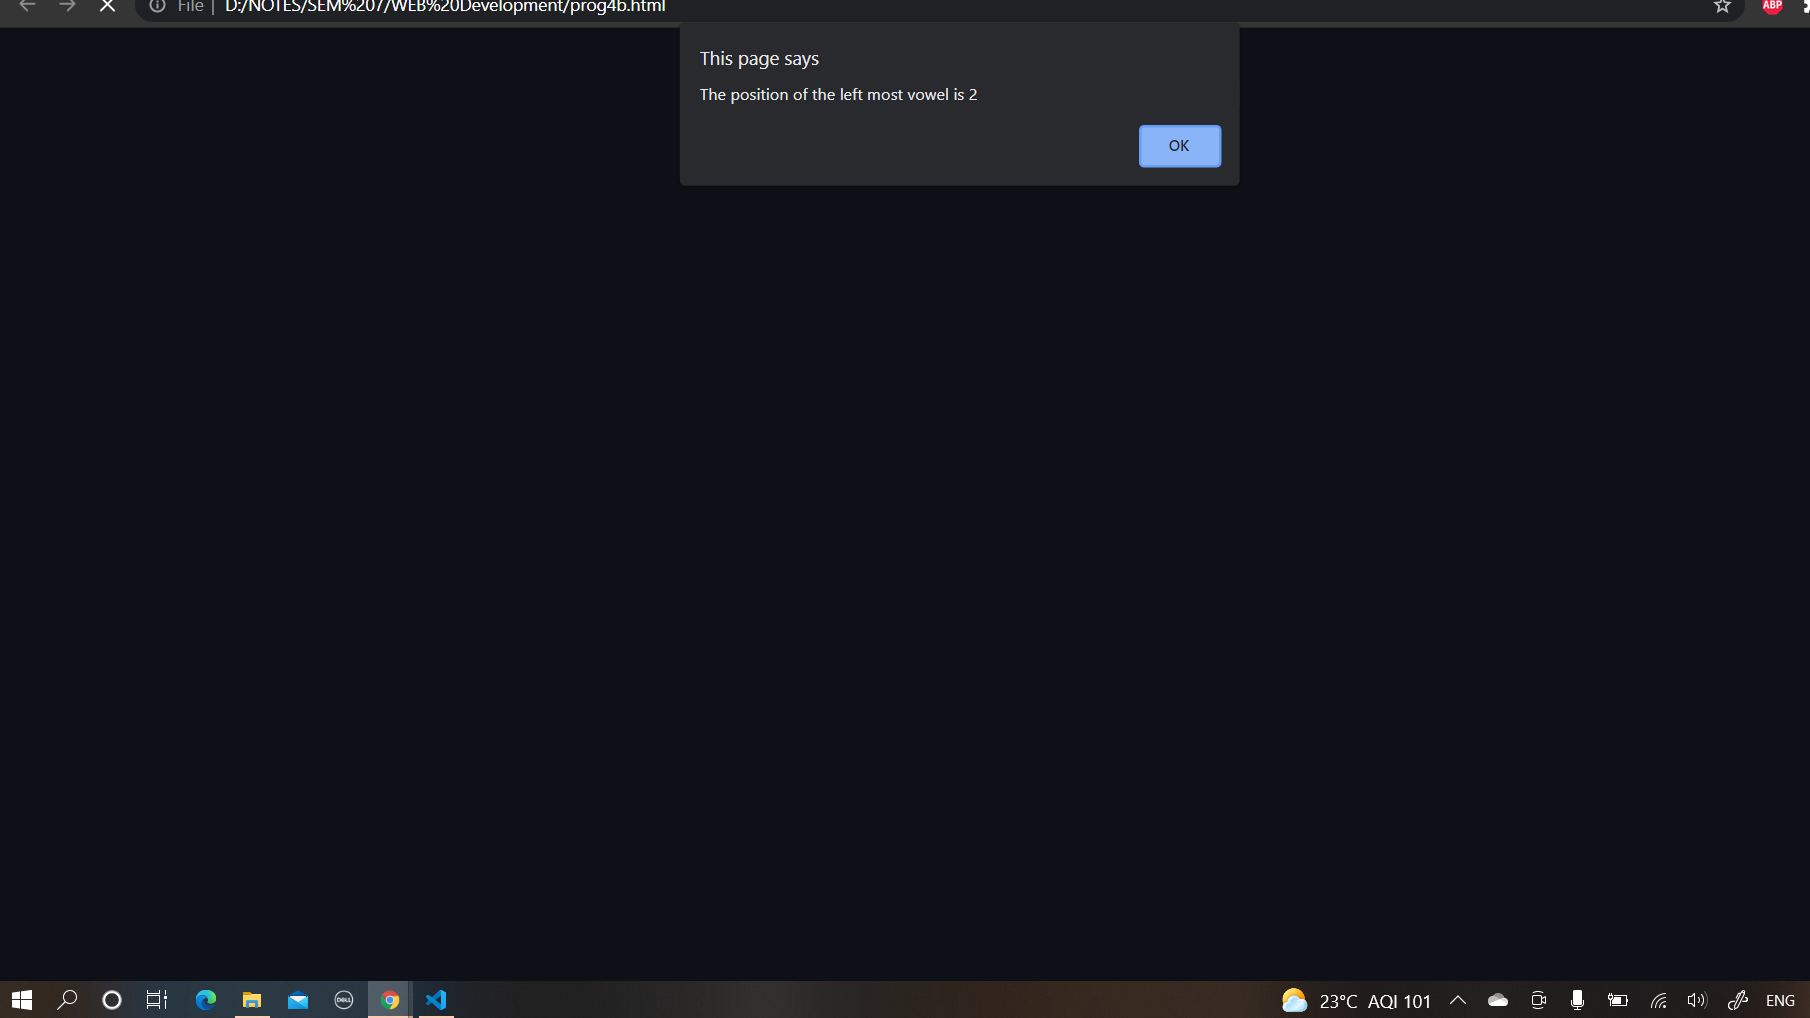 File | D:/NOTES/SEM%207/WEB%20Development/prog4b.html
ABP
This page says
The position of the left most vowel is 2
OK
DELL
23°C AQI 101
ENG